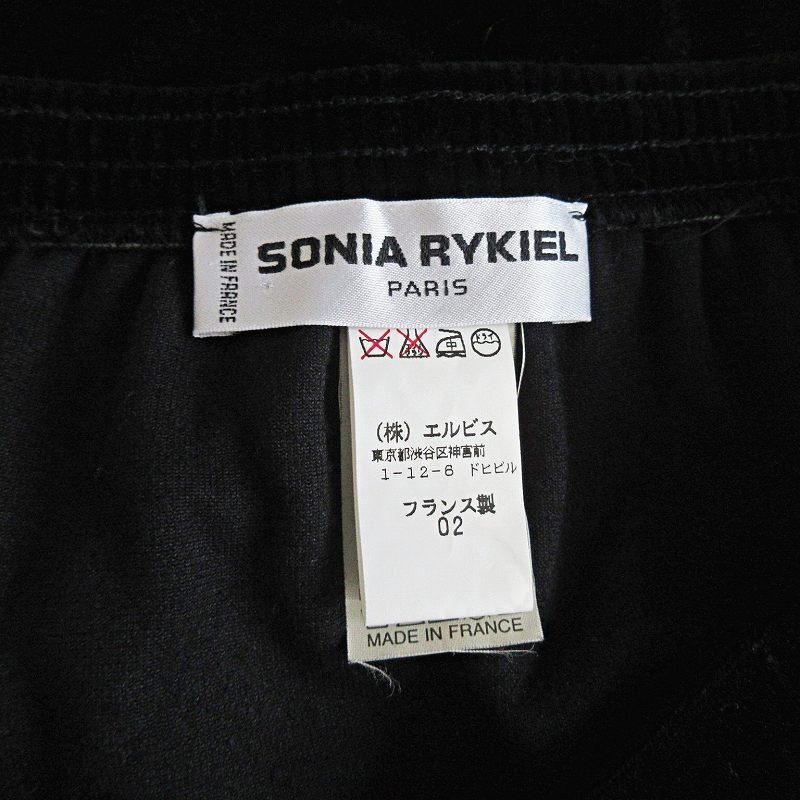 MADE IN FRANCE
SONIA RYKIEL
PARIS
中
(株) エルビス
東京都渋谷区神宮前
1-12-6 ドヒビル
フランス製
02
MADE IN FRANCE